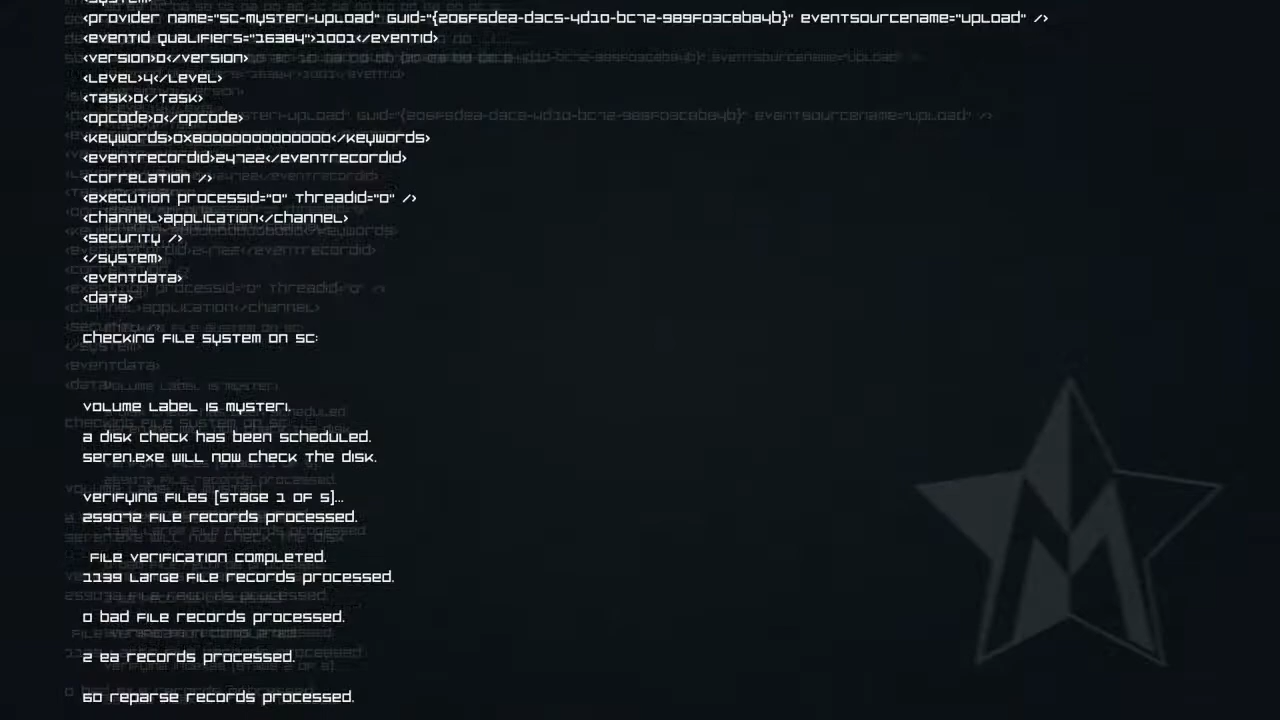 <system>
<provider name="sc-mysteri-upload" Guid="{206f6dea-d3c5-4d10-bc72-989f03c8b84b}" eventsourcename="upload" />
<eventid Qualifiers="16384">1001</eventid>
<version>0</version>
<Level>4</Level>
<Task>0</Task>
<opcode>0</opcode>
<keywords>0x80000000000000</keywords>
<eventrecordid>24722</eventrecordid>
<correlation />
<execution processid="0" Threadid="0" />
<channel>application</channel>
<security />
</system>
<eventdata>
<data>
checking file system on sc:
volume label is mysteri.
a disk check has been scheduled.
seren.exe will now check the disk.
verifying files [stage 1 of 5]...
259072 file records processed.
file verification completed.
1139 large file records processed.
0 bad file records processed.
2 ea records processed.
60 reparse records processed.